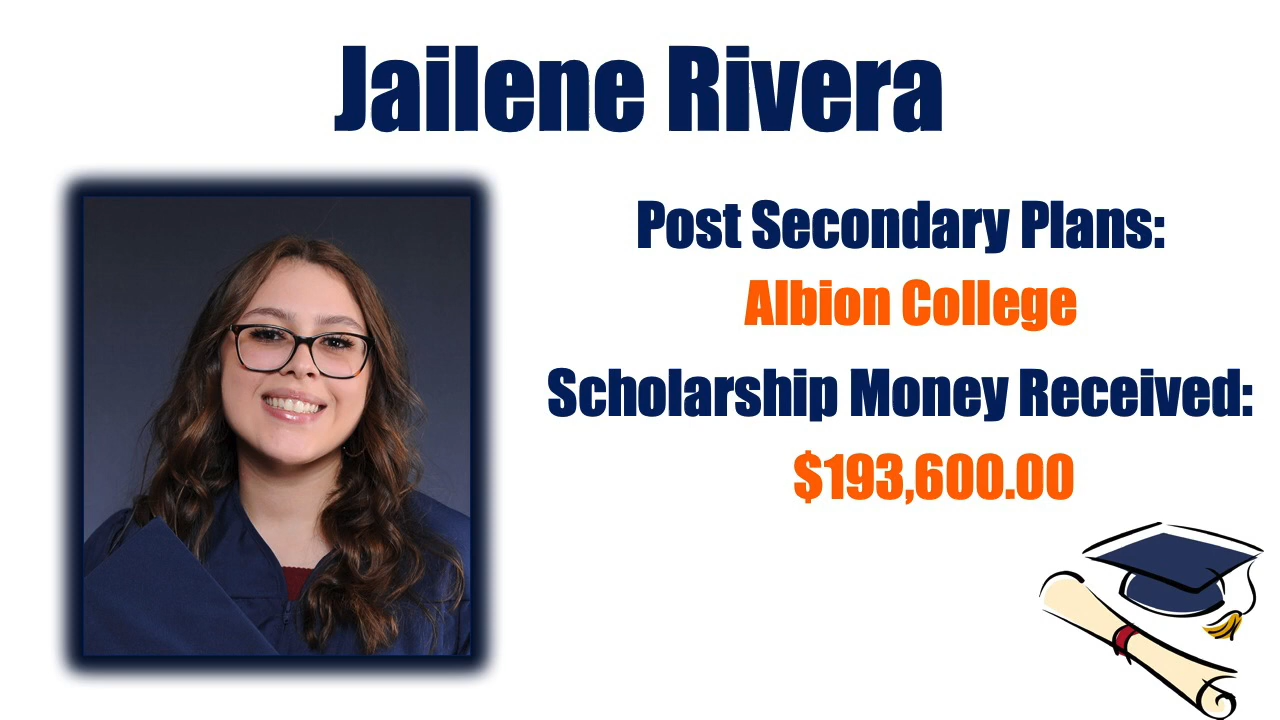 Jailene Rivera
Post Secondary Plans:
Albion College
Scholarship Money Received:
$193,600.00